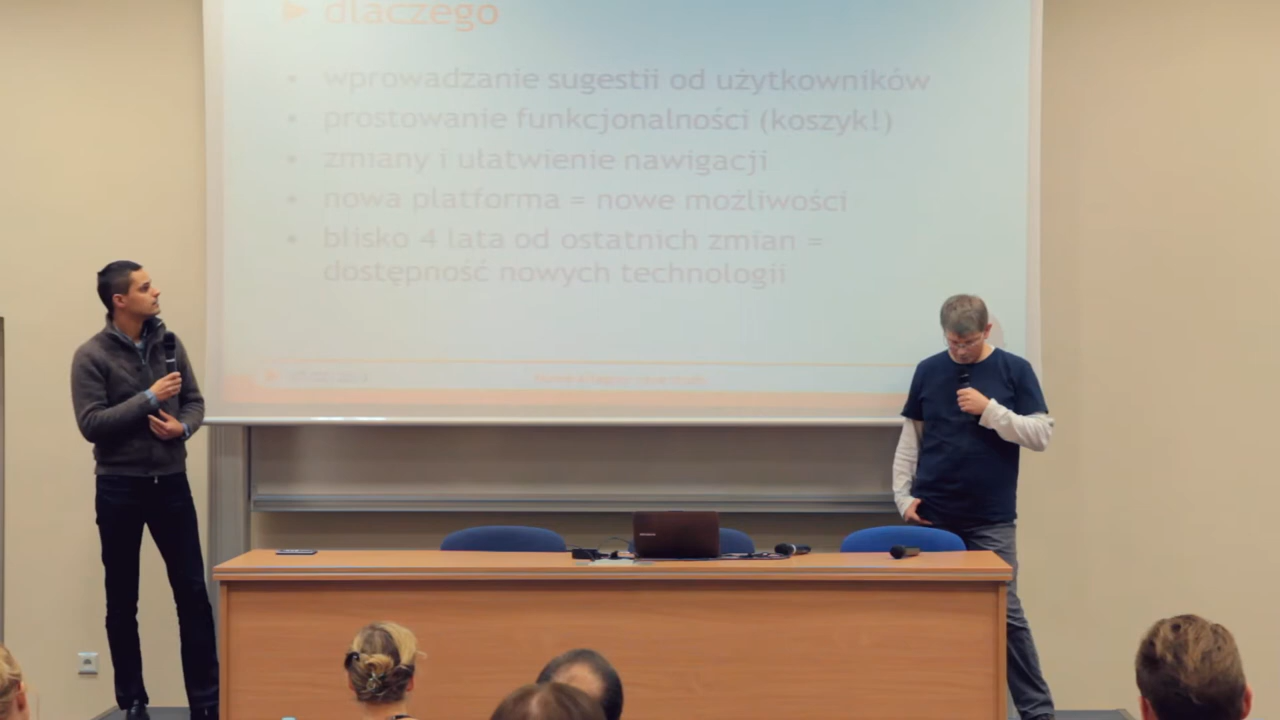 ► dlaczego
• wprowadzanie sugestii od użytkowników
• prostowanie funkcjonalności (koszyk!)
• zmiany i ułatwienie nawigacji
• nowa platforma = nowe możliwości
• blisko 4 lata od ostatnich zmian =
dostępność nowych technologii